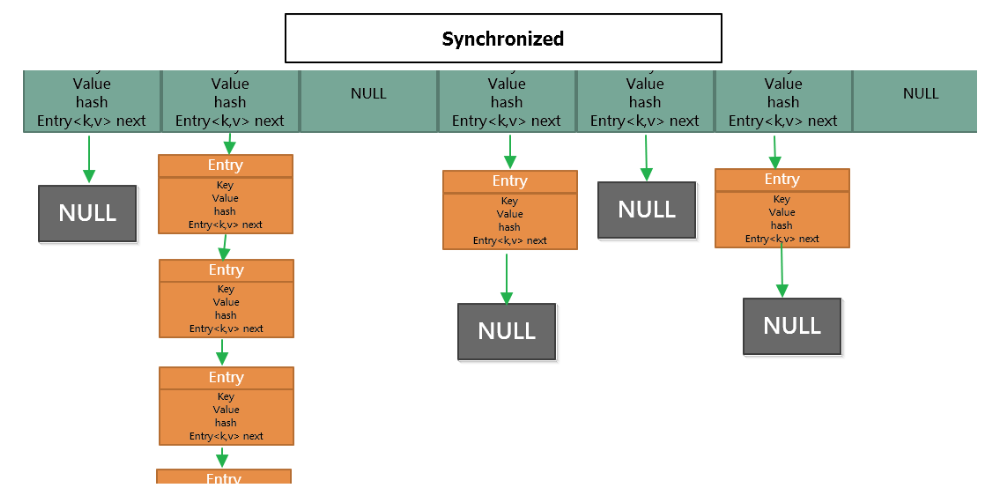 Synchronized
Value
hash
Entry<k,v> next
Value
hash
Entry<k,v> next
NULL
Value
hash
Entry<k,v> next
Value
hash
Entry<k,v> next
Value
hash
Entry<k,v> next
NULL
NULL
Entry
Key
Value
hash
Entry<k,v> next
Entry
Key
Value
hash
Entry<k,v> next
Entry
Key
Value
hash
Entry<k,v> next
Entry
Entry
Key
Value
hash
Entry<k,v> next
NULL
NULL
Entry
Key
Value
hash
Entry<k,v> next
NULL